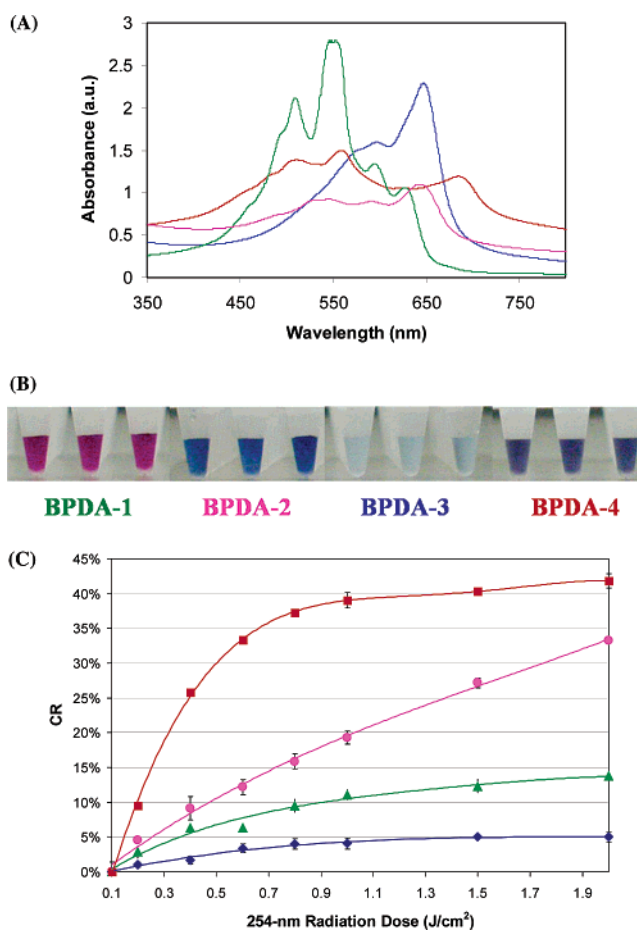 (A)
3
2.5
2
1.5
1
0.5
0
Absorbance (a.u.)
350 450 550 650 750
Wavelength (nm)
(B)
BPDA-1 BPDA-2 BPDA-3 BPDA-4
(C)
45%
40%
35%
30%
25%
20%
15%
10%
5%
0%
CR
0.1 0.3 0.5 0.7 0.9 1.1 1.3 1.5 1.7 1.9
254-nm Radiation Dose (J/cm²)